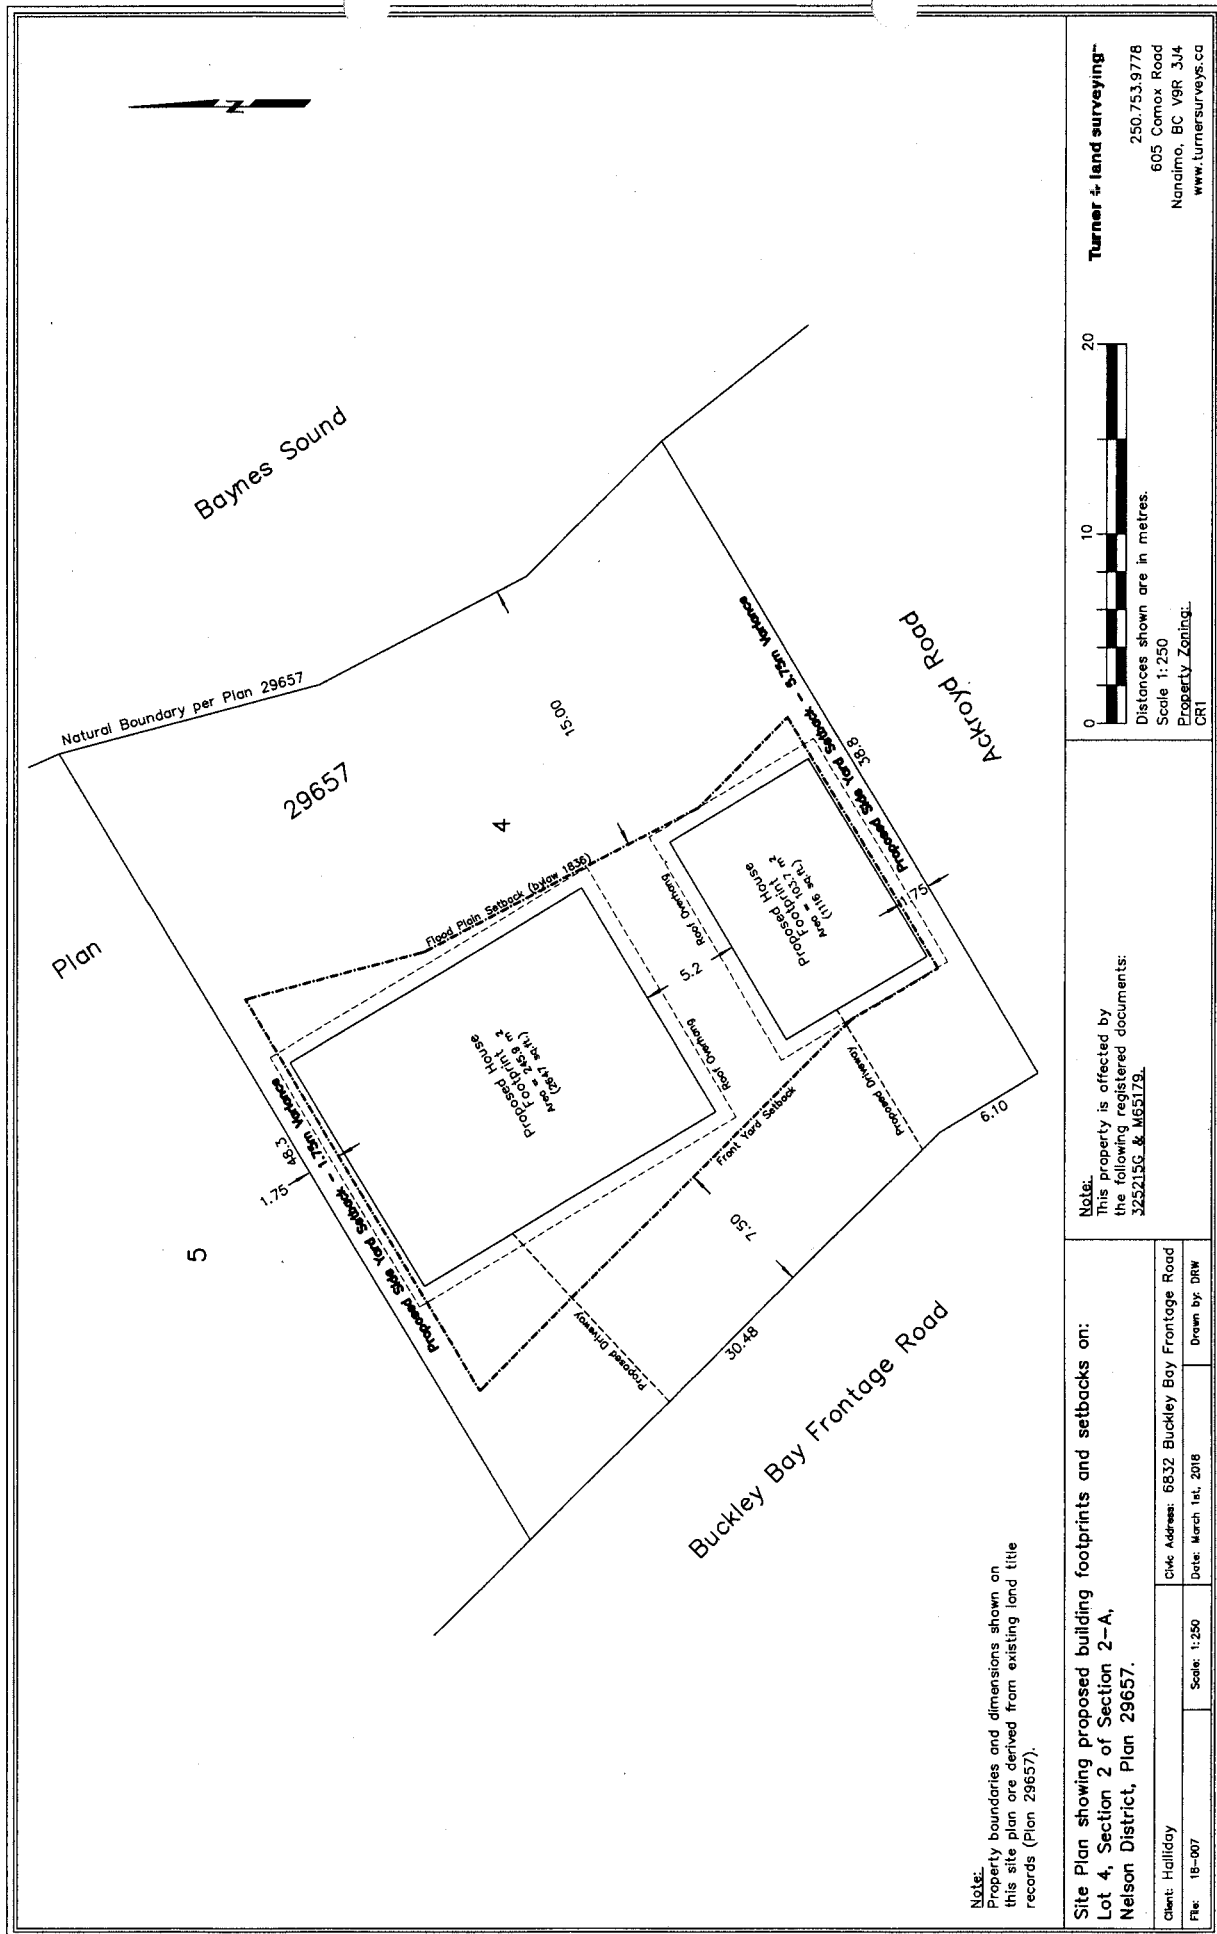 Plan
5
29657
4
Baynes Sound
Natural Boundary per Plan 29657
Ackroyd Road
Buckley Bay Frontage Road
15.00
Flood Plain Setback (bylaw 1836)
48.3
1.75
Proposed Side Yard Setback - 1.75m Variance
Proposed House
Footprint
Area = 245.9 m²
(2647 sq.ft.)
Roof Overhang
5.2
Roof Overhang
Proposed House
Footprint
Area = 103.7 m²
(1116 sq.ft.)
Proposed Side Yard Setback - 5.75m Variance
38.8
Front Yard Setback
7.50
Proposed Driveway
Proposed Driveway
30.48
6.10
Note:
Property boundaries and dimensions shown on
this site plan are derived from existing land title
records (Plan 29657).
Site Plan showing proposed building footprints and setbacks on:
Lot 4, Section 2 of Section 2-A,
Nelson District, Plan 29657.
Client: Halliday
Civic Address: 6832 Buckley Bay Frontage Road
File: 18-007
Scale: 1:250
Date: March 1st, 2018
Drawn by: DRW
Note:
This property is affected by
the following registered documents:
325215G & M65179.
0 10 20
Distances shown are in metres.
Scale 1:250
Property Zoning:
CR1
Turner land surveying
250.753.9778
605 Comox Road
Nanaimo, BC V9R 3J4
www.turnersurveys.ca